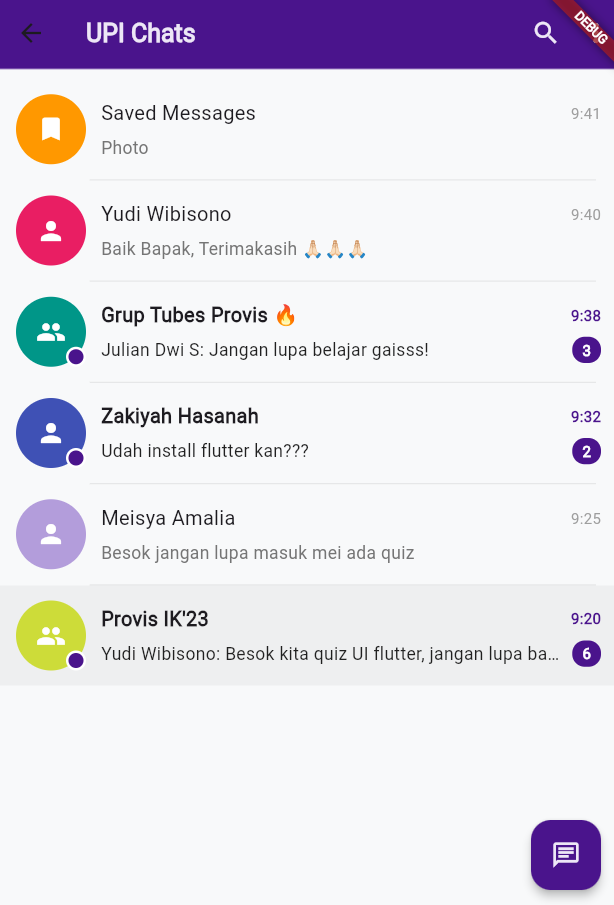 UPI Chats
DEBUG
Saved Messages 9:41
Photo
Yudi Wibisono 9:40
Baik Bapak, Terimakasih 🙏🏻🙏🏻🙏🏻
Grup Tubes Provis 🔥 9:38
Julian Dwi S: Jangan lupa belajar gaisss! 3
Zakiyah Hasanah 9:32
Udah install flutter kan??? 2
Meisya Amalia 9:25
Besok jangan lupa masuk mei ada quiz
Provis IK'23 9:20
Yudi Wibisono: Besok kita quiz UI flutter, jangan lupa ba... 6